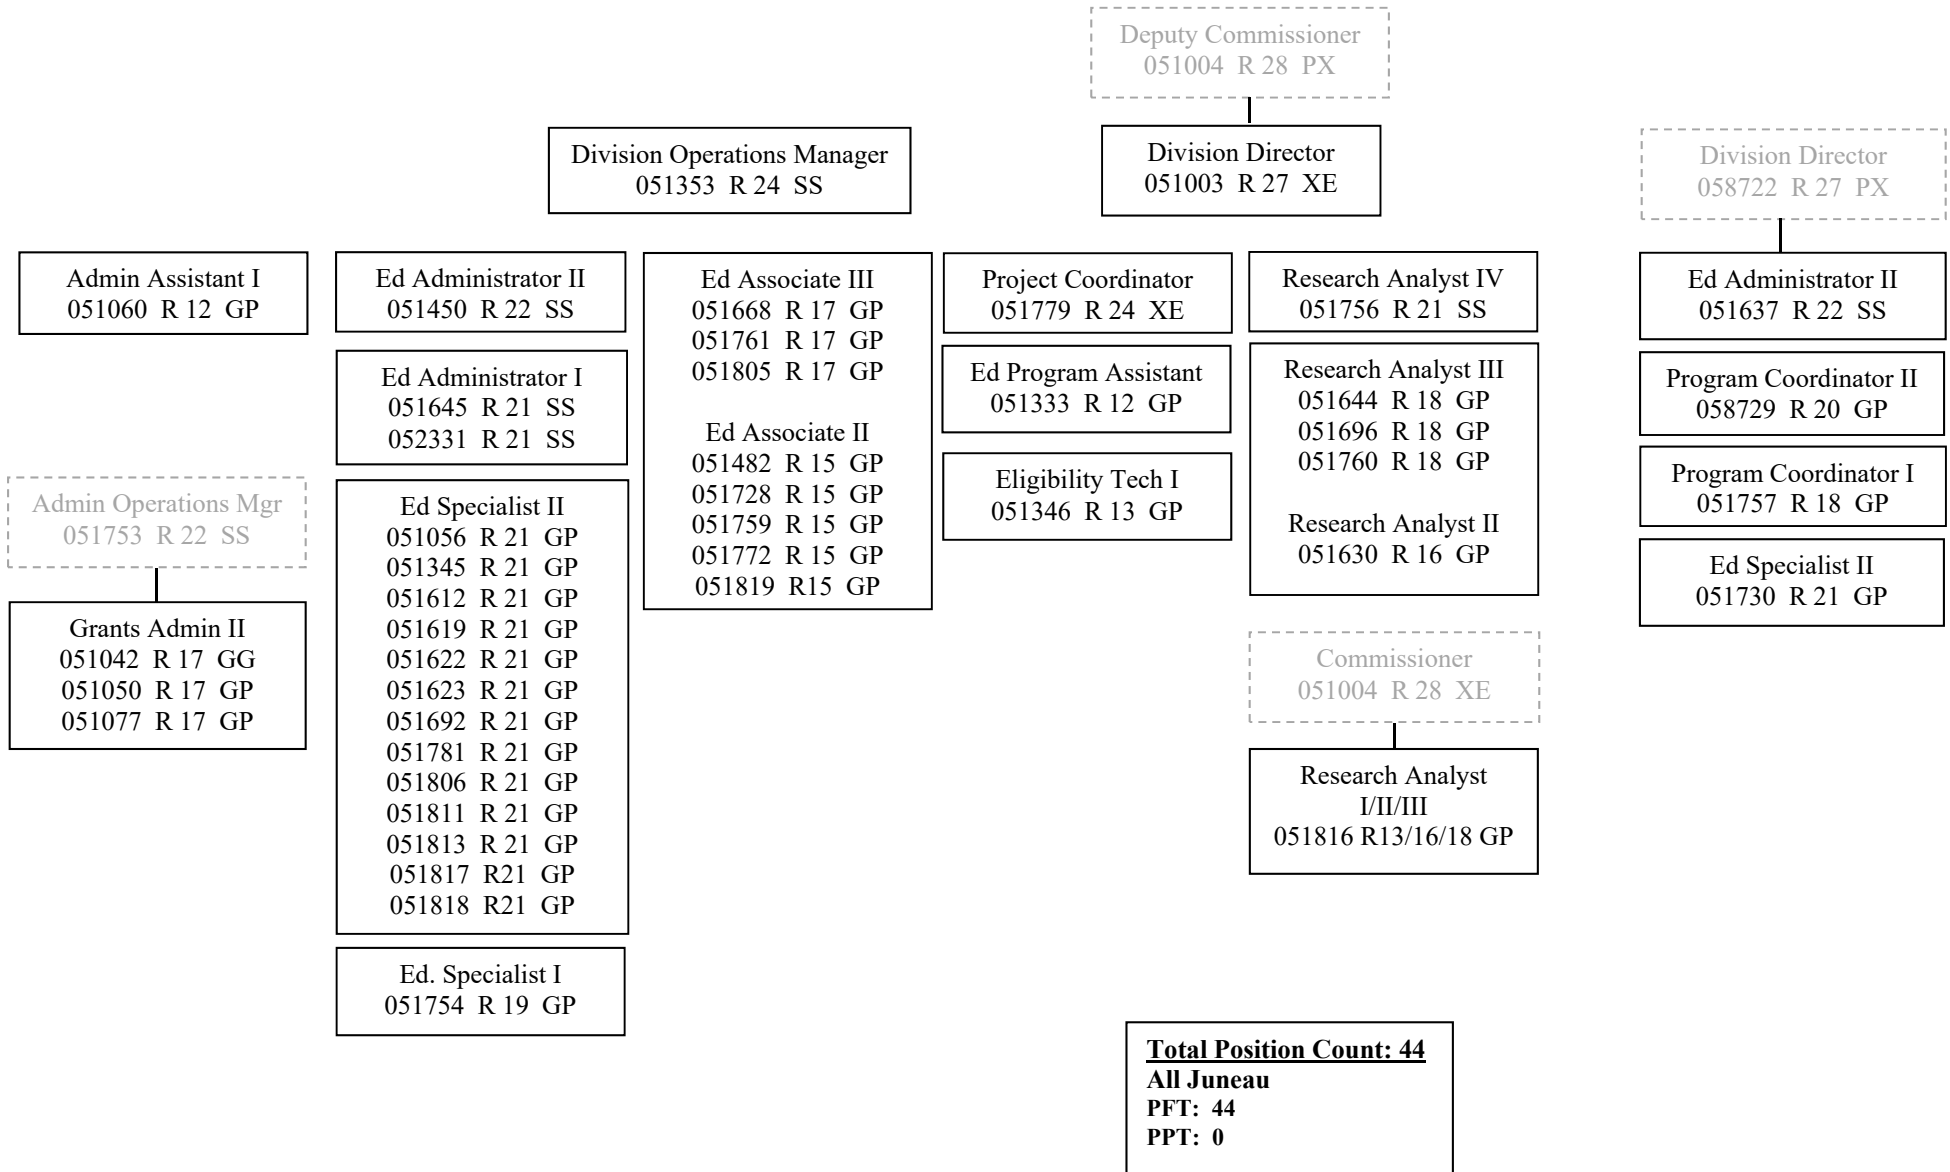 Deputy Commissioner
051004 R 28 PX
Division Operations Manager
051353 R 24 SS
Division Director
051003 R 27 XE
Division Director
058722 R 27 PX
Admin Assistant I
051060 R 12 GP
Admin Operations Mgr
051753 R 22 SS
Grants Admin II
051042 R 17 GG
051050 R 17 GP
051077 R 17 GP
Ed Administrator II
051450 R 22 SS
Ed Administrator I
051645 R 21 SS
052331 R 21 SS
Ed Specialist II
051056 R 21 GP
051345 R 21 GP
051612 R 21 GP
051619 R 21 GP
051622 R 21 GP
051623 R 21 GP
051692 R 21 GP
051781 R 21 GP
051806 R 21 GP
051811 R 21 GP
051813 R 21 GP
051817 R21 GP
051818 R21 GP
Ed. Specialist I
051754 R 19 GP
Ed Associate III
051668 R 17 GP
051761 R 17 GP
051805 R 17 GP
Ed Associate II
051482 R 15 GP
051728 R 15 GP
051759 R 15 GP
051772 R 15 GP
051819 R15 GP
Project Coordinator
051779 R 24 XE
Ed Program Assistant
051333 R 12 GP
Eligibility Tech I
051346 R 13 GP
Research Analyst IV
051756 R 21 SS
Research Analyst III
051644 R 18 GP
051696 R 18 GP
051760 R 18 GP
Research Analyst II
051630 R 16 GP
Commissioner
051004 R 28 XE
Research Analyst
I/II/III
051816 R13/16/18 GP
Ed Administrator II
051637 R 22 SS
Program Coordinator II
058729 R 20 GP
Program Coordinator I
051757 R 18 GP
Ed Specialist II
051730 R 21 GP
Total Position Count: 44
All Juneau
PFT: 44
PPT: 0